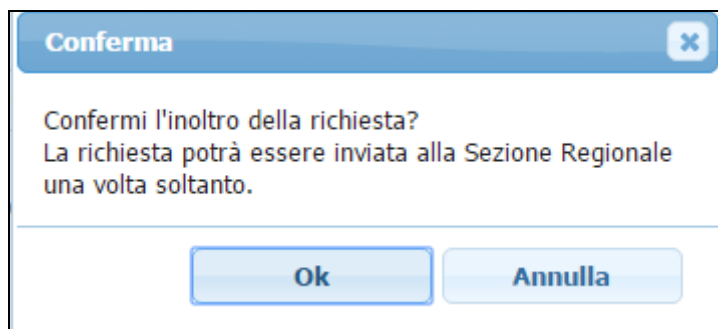 Conferma
Confermi l'inoltro della richiesta?
La richiesta potrà essere inviata alla Sezione Regionale
una volta soltanto.
Ok Annulla